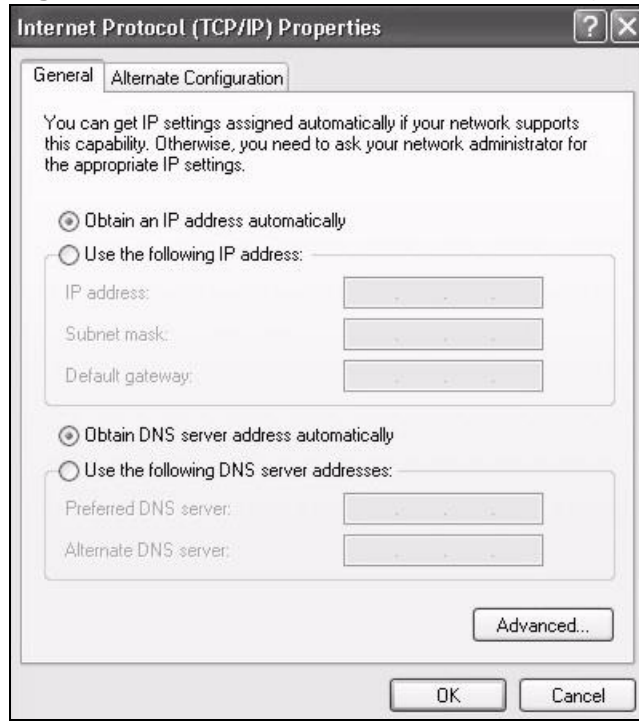 Internet Protocol (TCP/IP) Properties
General
Alternate Configuration
You can get IP settings assigned automatically if your network supports
this capability. Otherwise, you need to ask your network administrator for
the appropriate IP settings.
Obtain an IP address automatically
Use the following IP address:
IP address:
Subnet mask:
Default gateway:
Obtain DNS server address automatically
Use the following DNS server addresses:
Preferred DNS server:
Alternate DNS server:
Advanced...
OK
Cancel